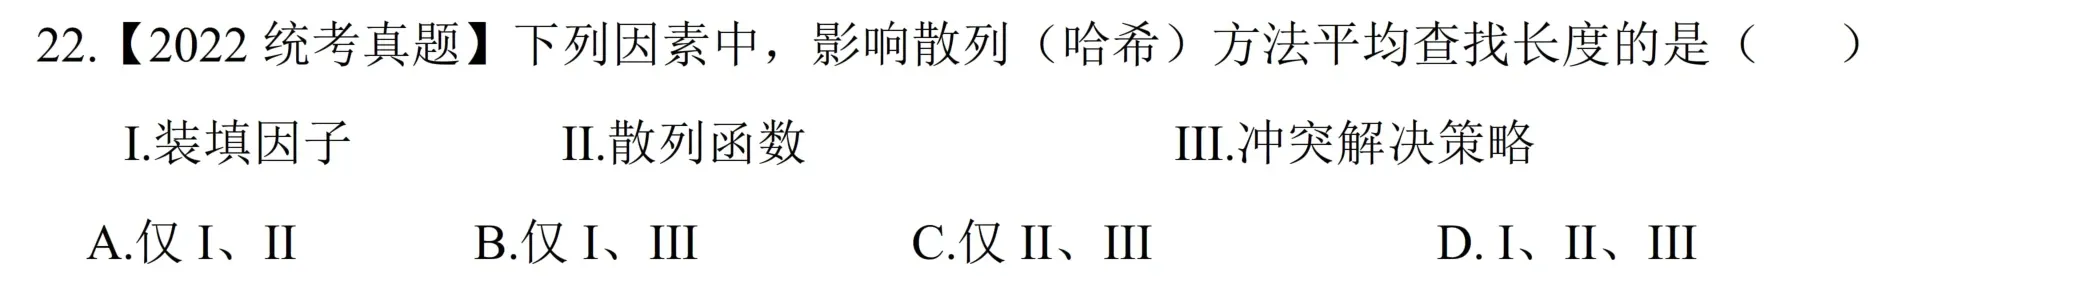 22.【2022 统考真题】下列因素中，影响散列（哈希）方法平均查找长度的是（　　）
I.装填因子　　II.散列函数　　III.冲突解决策略
A.仅 I、II　　B.仅 I、III　　C.仅 II、III　　D. I、II、III